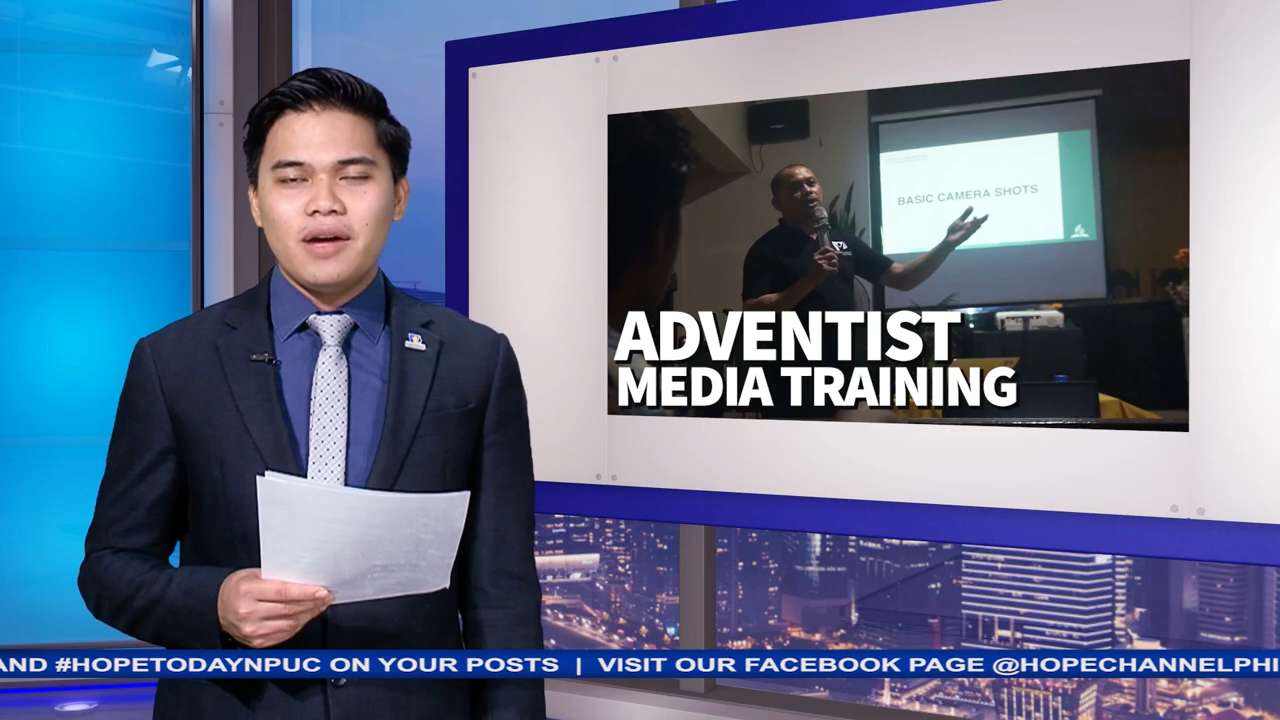 BASIC CAMERA SHOTS
ADVENTIST
MEDIA TRAINING
AND #HOPETODAYNPUC ON YOUR POSTS | VISIT OUR FACEBOOK PAGE @HOPECHANNELPHI